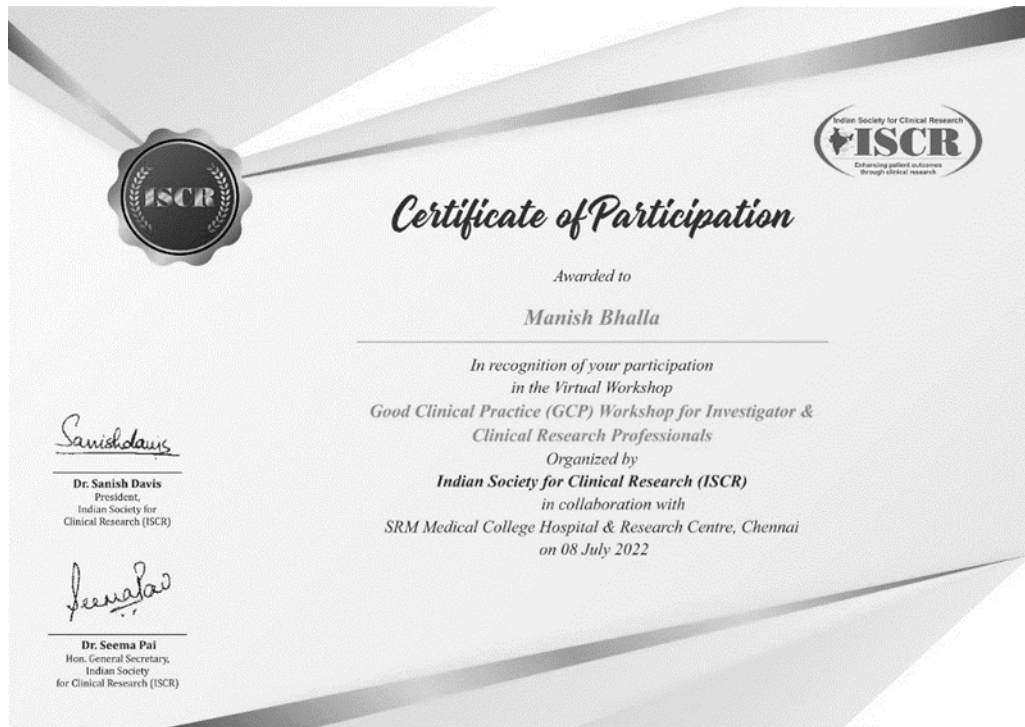 ISCR
Indian Society for Clinical Research
ISCR
Enhancing patient outcomes
through clinical research
Certificate of Participation
Awarded to
Manish Bhalla
In recognition of your participation
in the Virtual Workshop
Good Clinical Practice (GCP) Workshop for Investigator &
Clinical Research Professionals
Organized by
Indian Society for Clinical Research (ISCR)
in collaboration with
SRM Medical College Hospital & Research Centre, Chennai
on 08 July 2022
Sanishdavis
Dr. Sanish Davis
President,
Indian Society for
Clinical Research (ISCR)
SeemaPai
Dr. Seema Pai
Hon. General Secretary,
Indian Society
for Clinical Research (ISCR)